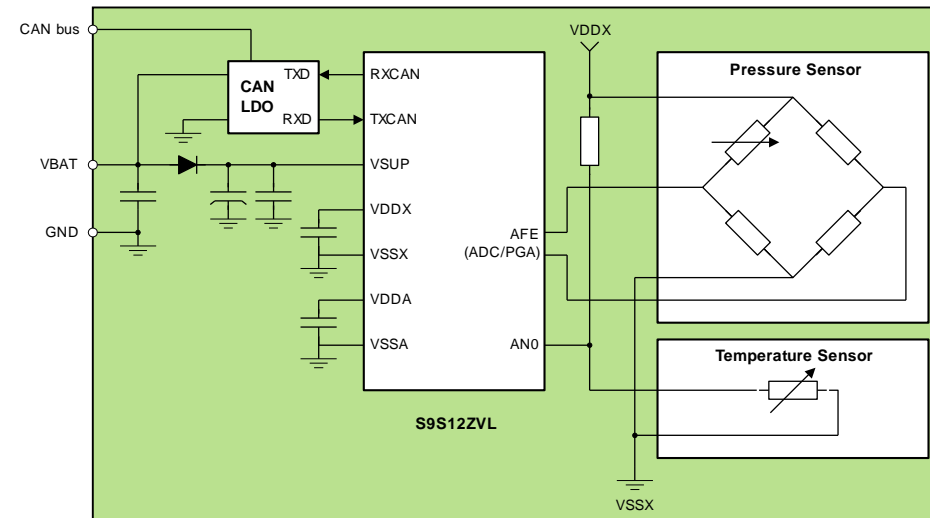 CAN bus
VBAT
GND
CAN
LDO
TXD
RXD
RXCAN
TXCAN
VSUP
VDDX
VSSX
VDDA
VSSA
AFE
(ADC/PGA)
AN0
S9S12ZVL
VDDX
Pressure Sensor
Temperature Sensor
VSSX